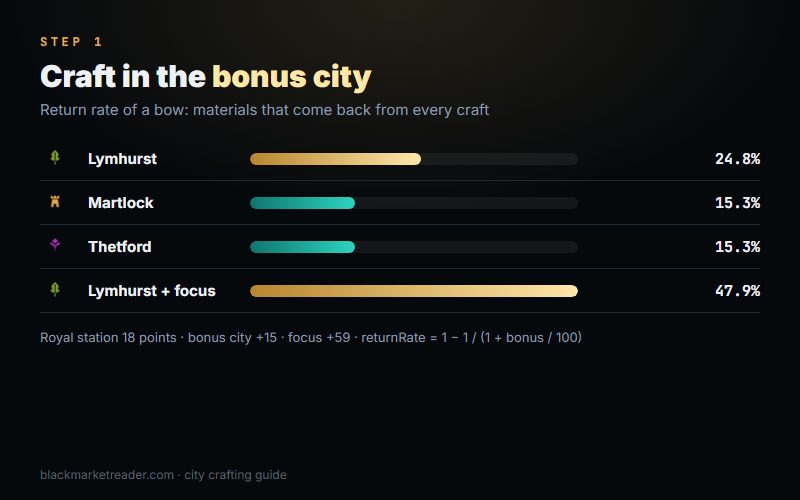 STEP 1
Craft in the bonus city
Return rate of a bow: materials that come back from every craft
Lymhurst 24.8%
Martlock 15.3%
Thetford 15.3%
Lymhurst + focus 47.9%
Royal station 18 points · bonus city +15 · focus +59 · returnRate = 1 − 1 / (1 + bonus / 100)
blackmarketreader.com · city crafting guide